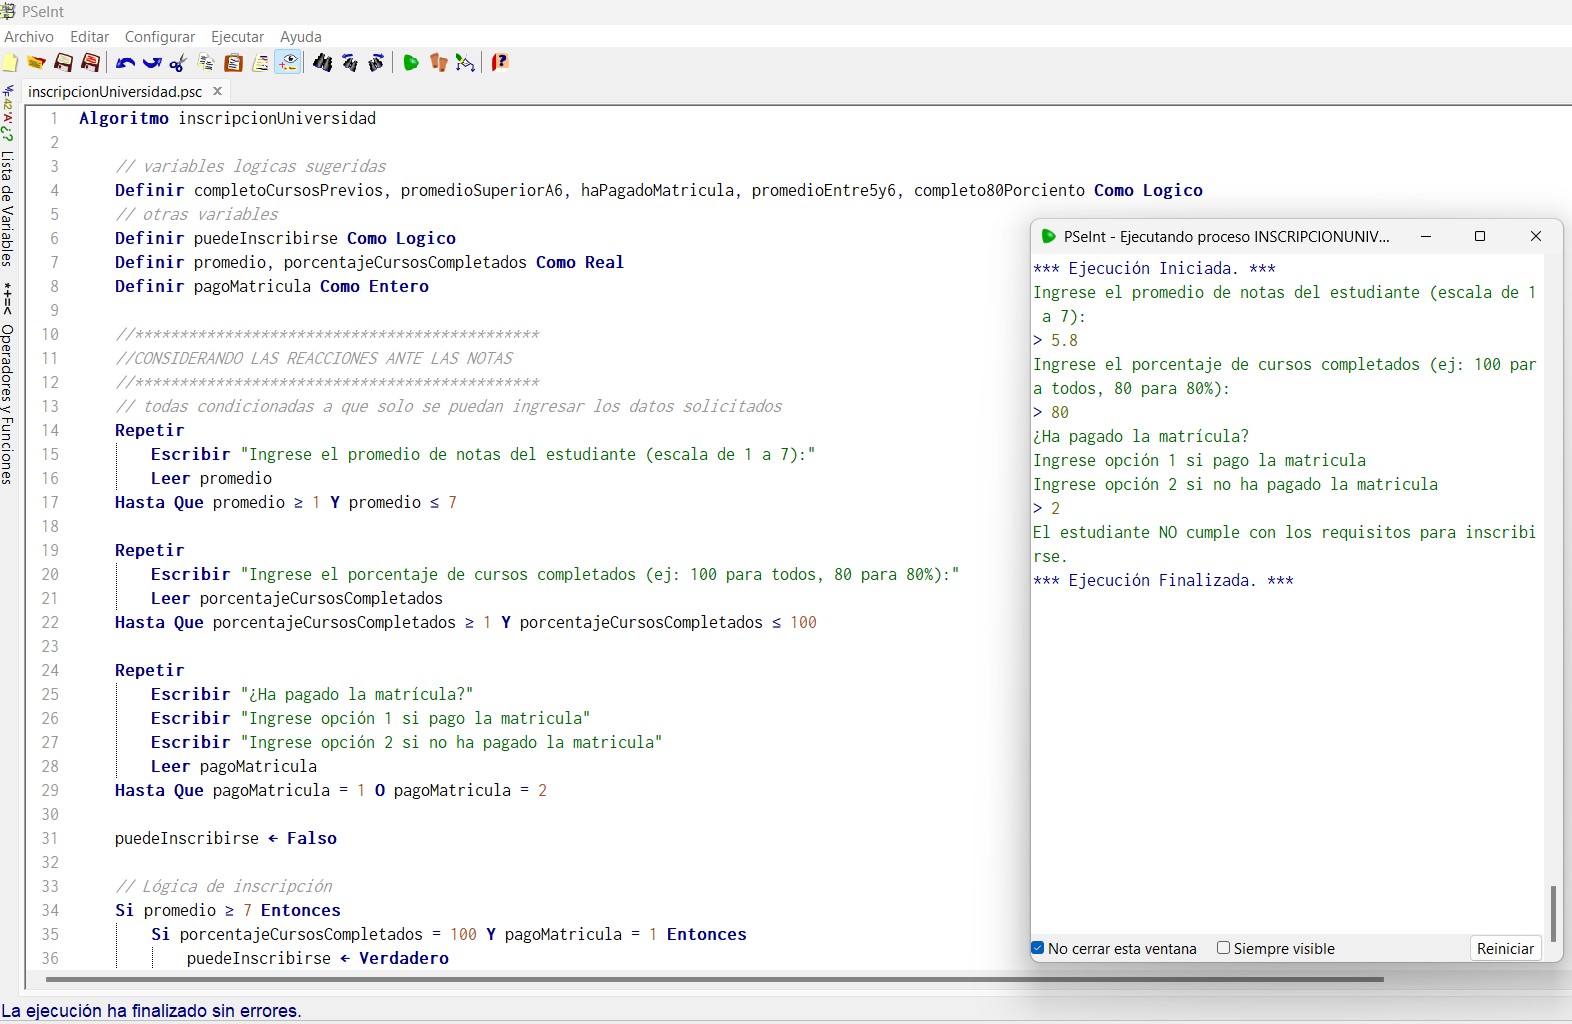 PSeInt
Archivo Editar Configurar Ejecutar Ayuda
inscripcionUniversidad.psc
1 Algoritmo inscripcionUniversidad
2
3 // variables logicas sugeridas
4 Definir completoCursosPrevios, promedioSuperiorA6, haPagadoMatricula, promedioEntre5y6, completo80Porciento Como Logico
5 // otras variables
6 Definir puedeInscribirse Como Logico
7 Definir promedio, porcentajeCursosCompletados Como Real
8 Definir pagoMatricula Como Entero
9
10 //*********************************************
11 //CONSIDERANDO LAS REACCIONES ANTE LAS NOTAS
12 //*********************************************
13 // todas condicionadas a que solo se puedan ingresar los datos solicitados
14 Repetir
15 Escribir "Ingrese el promedio de notas del estudiante (escala de 1 a 7):"
16 Leer promedio
17 Hasta Que promedio ≥ 1 Y promedio ≤ 7
18
19 Repetir
20 Escribir "Ingrese el porcentaje de cursos completados (ej: 100 para todos, 80 para 80%):"
21 Leer porcentajeCursosCompletados
22 Hasta Que porcentajeCursosCompletados ≥ 1 Y porcentajeCursosCompletados ≤ 100
23
24 Repetir
25 Escribir "¿Ha pagado la matrícula?"
26 Escribir "Ingrese opción 1 si pago la matricula"
27 Escribir "Ingrese opción 2 si no ha pagado la matricula"
28 Leer pagoMatricula
29 Hasta Que pagoMatricula = 1 O pagoMatricula = 2
30
31 puedeInscribirse ← Falso
32
33 // Lógica de inscripción
34 Si promedio ≥ 7 Entonces
35 Si porcentajeCursosCompletados = 100 Y pagoMatricula = 1 Entonces
36 puedeInscribirse ← Verdadero
42 'A' ¿? Lista de Variables
*+=< Operadores y Funciones
PSeInt - Ejecutando proceso INSCRIPCIONUNIV...
*** Ejecución Iniciada. ***
Ingrese el promedio de notas del estudiante (escala de 1
a 7):
> 5.8
Ingrese el porcentaje de cursos completados (ej: 100 par
a todos, 80 para 80%):
> 80
¿Ha pagado la matrícula?
Ingrese opción 1 si pago la matricula
Ingrese opción 2 si no ha pagado la matricula
> 2
El estudiante NO cumple con los requisitos para inscribi
rse.
*** Ejecución Finalizada. ***
No cerrar esta ventana Siempre visible Reiniciar
La ejecución ha finalizado sin errores.